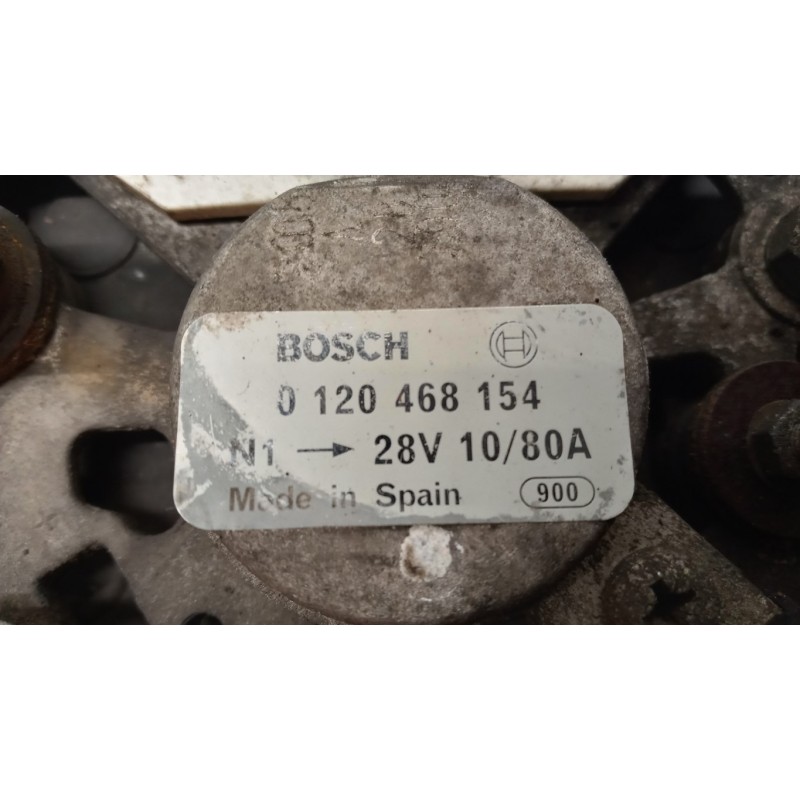 BOSCH
0 120 468 154
N1 → 28V 10/80A
Made in Spain 900